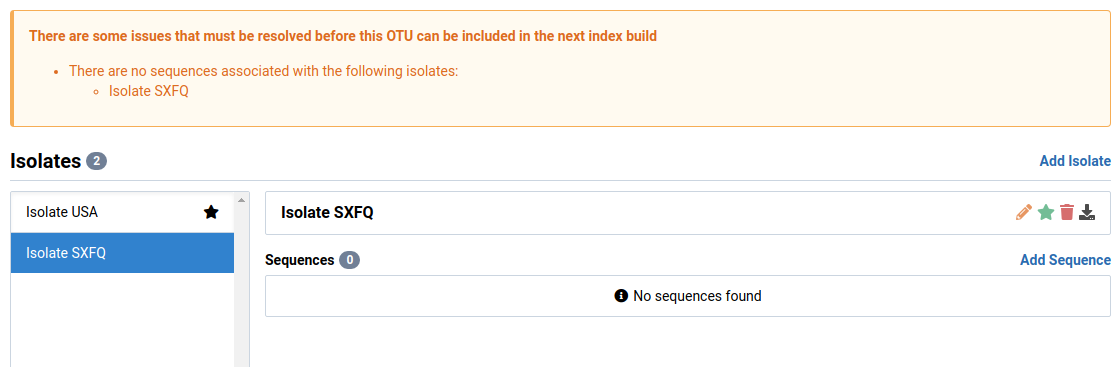 There are some issues that must be resolved before this OTU can be included in the next index build
There are no sequences associated with the following isolates:
Isolate SXFQ
Isolates 2
Add Isolate
Isolate USA
Isolate SXFQ
Isolate SXFQ
Sequences 0
Add Sequence
No sequences found